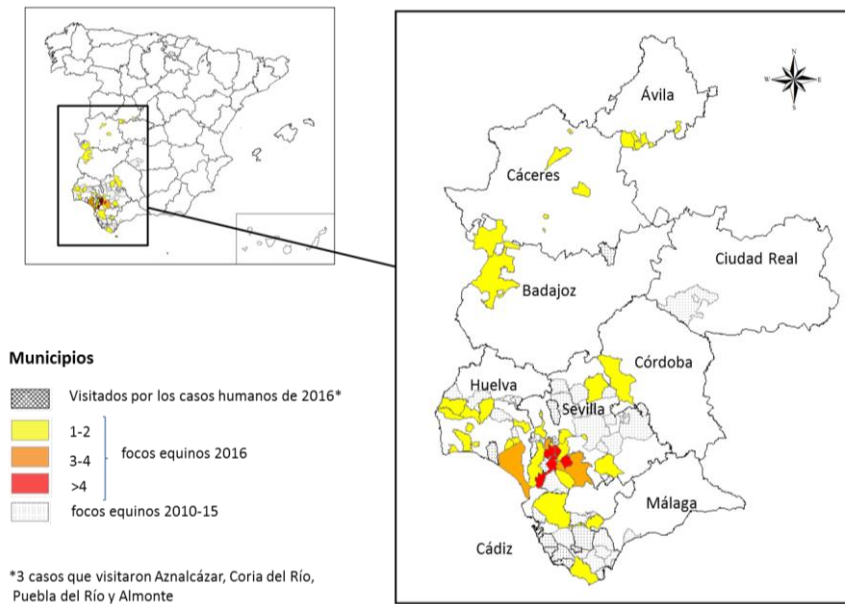 N
W E
S
Ávila
Cáceres
Ciudad Real
Badajoz
Córdoba
Huelva
Sevilla
Málaga
Cádiz
Municipios
Visitados por los casos humanos de 2016*
1-2
3-4 focos equinos 2016
>4
focos equinos 2010-15
*3 casos que visitaron Aznalcázar, Coria del Río,
Puebla del Río y Almonte